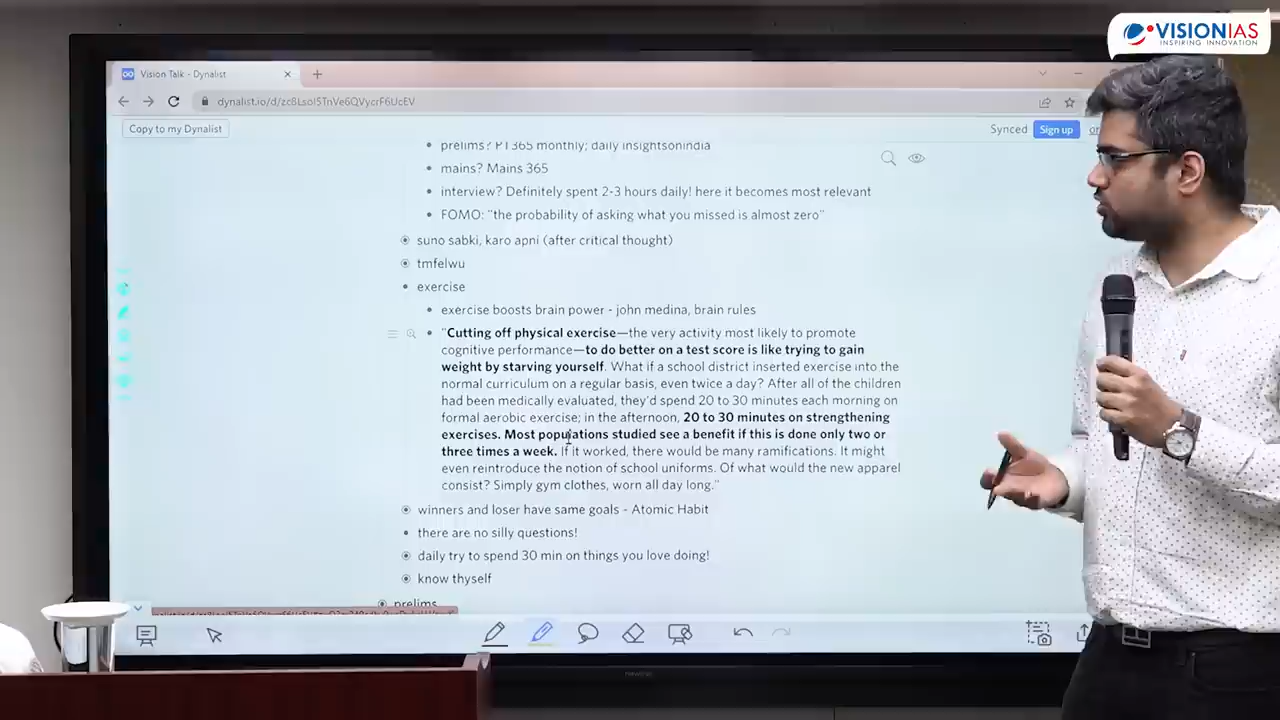 VISIONIAS
INSPIRING INNOVATION
Vision Talk - Dynalist
dynalist.io/d/zc8Lsol5TnVe6QVycrF6UcEV
Copy to my Dynalist
Synced Sign up or
prelims? PT365 monthly; daily insightsonindia
mains? Mains 365
interview? Definitely spent 2-3 hours daily! here it becomes most relevant
FOMO: "the probability of asking what you missed is almost zero"
suno sabki, karo apni (after critical thought)
tmfelwu
exercise
exercise boosts brain power - john medina, brain rules
"Cutting off physical exercise—the very activity most likely to promote
cognitive performance—to do better on a test score is like trying to gain
weight by starving yourself. What if a school district inserted exercise into the
normal curriculum on a regular basis, even twice a day? After all of the children
had been medically evaluated, they'd spend 20 to 30 minutes each morning on
formal aerobic exercise; in the afternoon, 20 to 30 minutes on strengthening
exercises. Most populations studied see a benefit if this is done only two or
three times a week. If it worked, there would be many ramifications. It might
even reintroduce the notion of school uniforms. Of what would the new apparel
consist? Simply gym clothes, worn all day long."
winners and loser have same goals - Atomic Habit
there are no silly questions!
daily try to spend 30 min on things you love doing!
know thyself
prelims